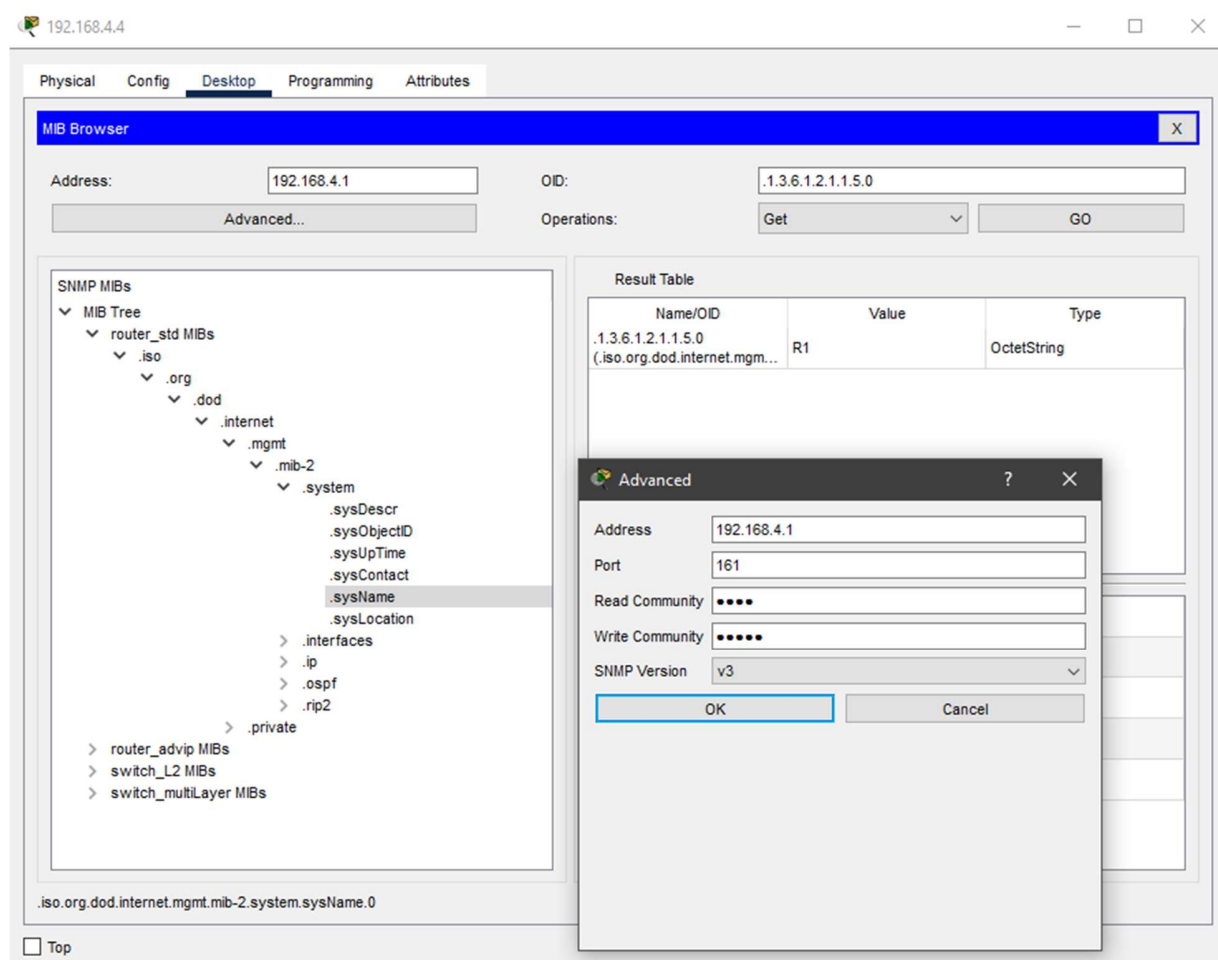 192.168.4.4
Physical Config Desktop Programming Attributes
MIB Browser X
Address: 192.168.4.1 OID: .1.3.6.1.2.1.1.5.0
Advanced... Operations: Get GO
SNMP MIBs
MIB Tree
router_std MIBs
.iso
.org
.dod
.internet
.mgmt
.mib-2
.system
.sysDescr
.sysObjectID
.sysUpTime
.sysContact
.sysName
.sysLocation
.interfaces
.ip
.ospf
.rip2
.private
router_advip MIBs
switch_L2 MIBs
switch_multiLayer MIBs
Result Table
Name/OID Value Type
.1.3.6.1.2.1.1.5.0
(.iso.org.dod.internet.mgm... R1 OctetString
Advanced ?
Address 192.168.4.1
Port 161
Read Community ••••
Write Community •••••
SNMP Version v3
OK Cancel
.iso.org.dod.internet.mgmt.mib-2.system.sysName.0
Top